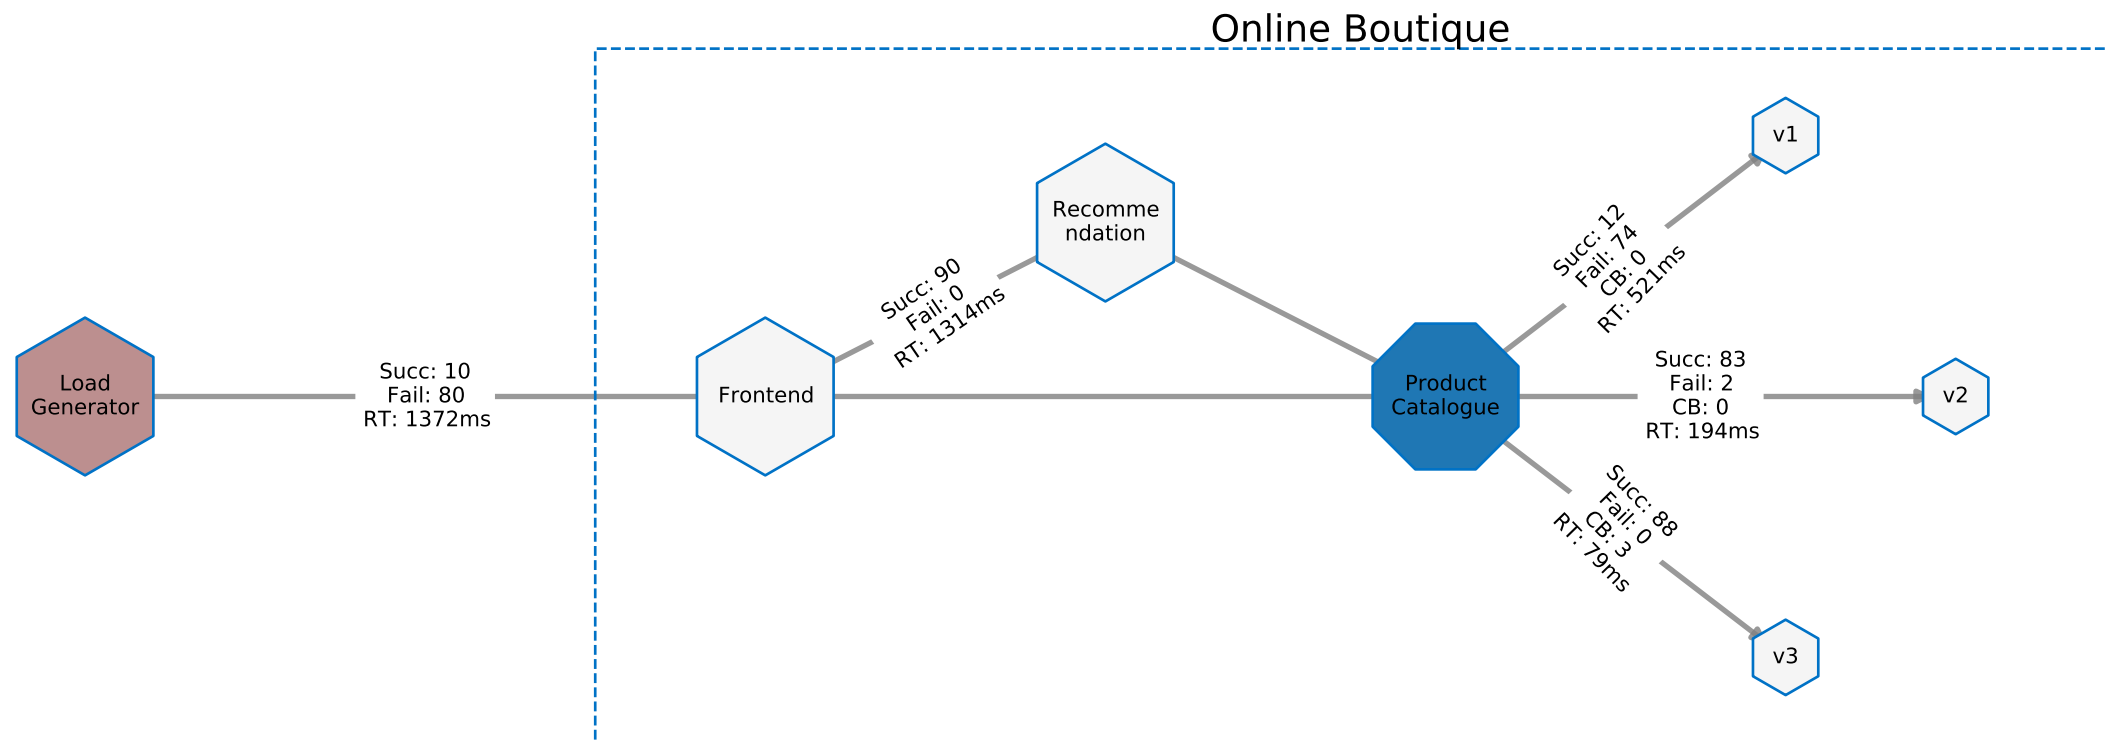 Online Boutique
Load
Generator
Succ: 10
Fail: 80
RT: 1372ms
Frontend
Succ: 90
Fail: 0
RT: 1314ms
Recomme
ndation
Product
Catalogue
Succ: 12
Fail: 74
CB: 0
RT: 521ms
v1
Succ: 83
Fail: 2
CB: 0
RT: 194ms
v2
Succ: 88
Fail: 0
CB: 3
RT: 79ms
v3